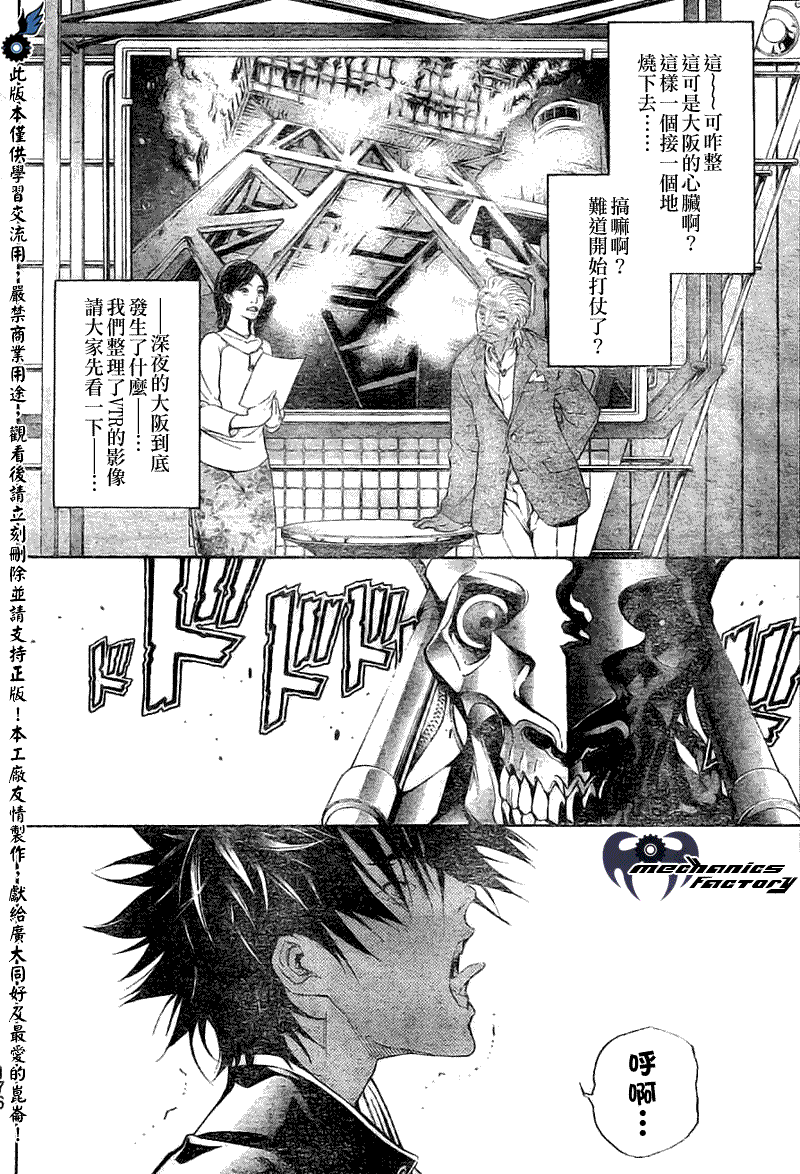 這~~可咋整
這可是大阪的心臟啊？
這樣一個接一個地
燒下去……
搞嘛啊？
難道開始打仗了？
——深夜的大阪到底
發生了什麼——……
我們整理了VTR的影像
請大家先看一下——……
ドドドドド
mechanics
Factory
呼啊…
此版本僅供學習交流用，嚴禁商業用途，觀看後請立刻刪除並請支持正版！本工廠友情製作，獻給廣大同好及最愛的崑崙！
176